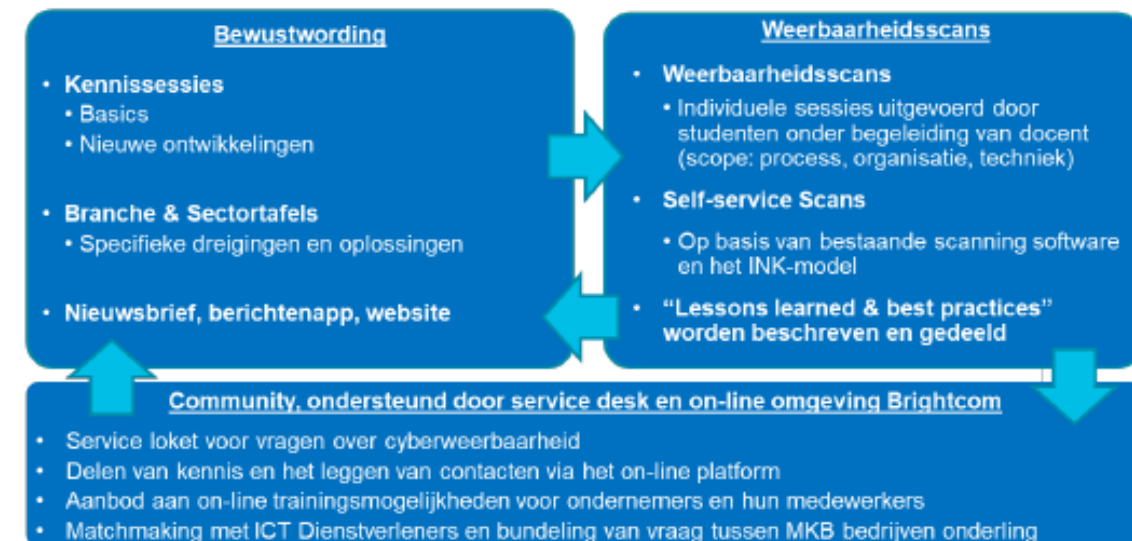 Bewustwording
• Kennissessies
• Basics
• Nieuwe ontwikkelingen
• Branche & Sectortafels
• Specifieke dreigingen en oplossingen
• Nieuwsbrief, berichtenapp, website
Weerbaarheidsscans
• Weerbaarheidsscans
• Individuele sessies uitgevoerd door
studenten onder begeleiding van docent
(scope: process, organisatie, techniek)
• Self-service Scans
• Op basis van bestaande scanning software
en het INK-model
• “Lessons learned & best practices”
worden beschreven en gedeeld
Community, ondersteund door service desk en on-line omgeving Brightcom
• Service loket voor vragen over cyberweerbaarheid
• Delen van kennis en het leggen van contacten via het on-line platform
• Aanbod aan on-line trainingsmogelijkheden voor ondernemers en hun medewerkers
• Matchmaking met ICT Dienstverleners en bundeling van vraag tussen MKB bedrijven onderling